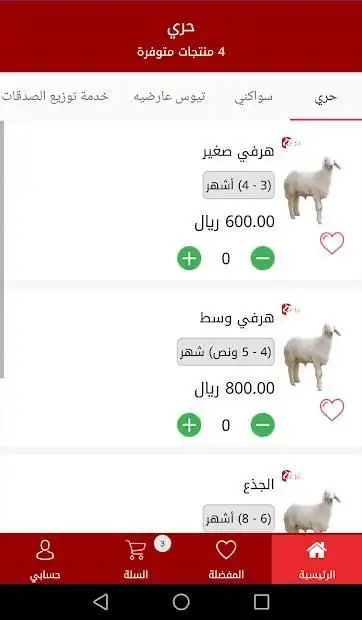 حري
4 منتجات متوفرة
حري
سواكني
تيوس عارضيه
خدمة توزيع الصدقات
هرفي صغير
(3 - 4) أشهر
600.00 ريال
0
هرفي وسط
(4 - 5 ونص) شهر
800.00 ريال
0
الجذع
(6 - 8) أشهر
الرئيسية
المفضلة
3
السلة
حسابي